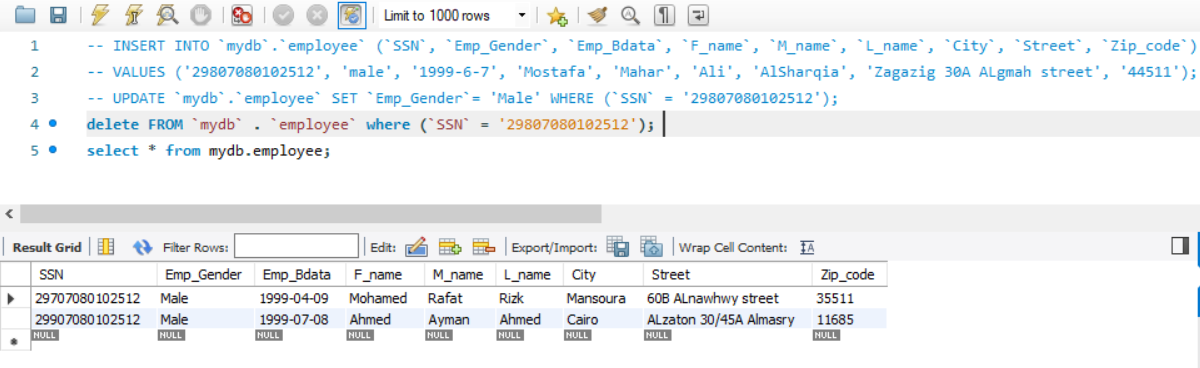 Limit to 1000 rows
1 -- INSERT INTO `mydb`.`employee` (`SSN`, `Emp_Gender`, `Emp_Bdata`, `F_name`, `M_name`, `L_name`, `City`, `Street`, `Zip_code`)
2 -- VALUES ('29807080102512', 'male', '1999-6-7', 'Mostafa', 'Mahar', 'Ali', 'AlSharqia', 'Zagazig 30A ALgmah street', '44511');
3 -- UPDATE `mydb`.`employee` SET `Emp_Gender`= 'Male' WHERE (`SSN` = '29807080102512');
4 delete FROM `mydb` . `employee` where (`SSN` = '29807080102512');
5 select * from mydb.employee;
Result Grid Filter Rows: Edit: Export/Import: Wrap Cell Content:
SSN Emp_Gender Emp_Bdata F_name M_name L_name City Street Zip_code
29707080102512 Male 1999-04-09 Mohamed Rafat Rizk Mansoura 60B ALnawhwy street 35511
29907080102512 Male 1999-07-08 Ahmed Ayman Ahmed Cairo ALzaton 30/45A Almasry 11685
NULL NULL NULL NULL NULL NULL NULL NULL NULL